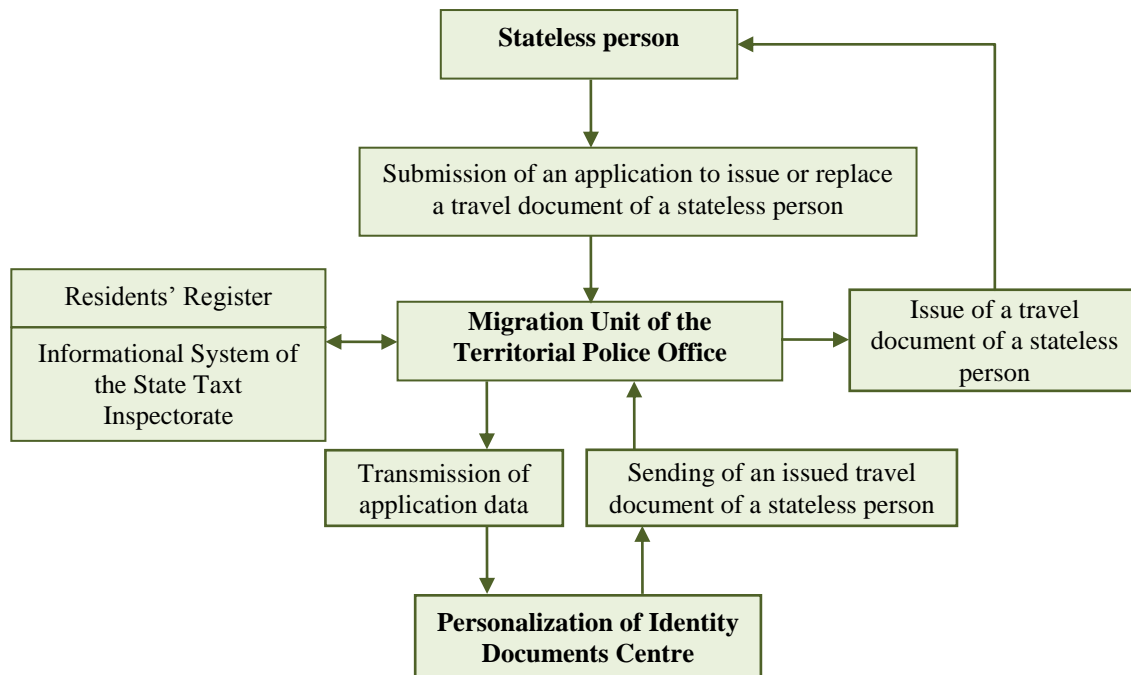 Stateless person
Submission of an application to issue or replace
a travel document of a stateless person
Residents’ Register
Informational System of
the State Taxt
Inspectorate
Migration Unit of the
Territorial Police Office
Issue of a travel
document of a stateless
person
Transmission of
application data
Sending of an issued travel
document of a stateless person
Personalization of Identity
Documents Centre